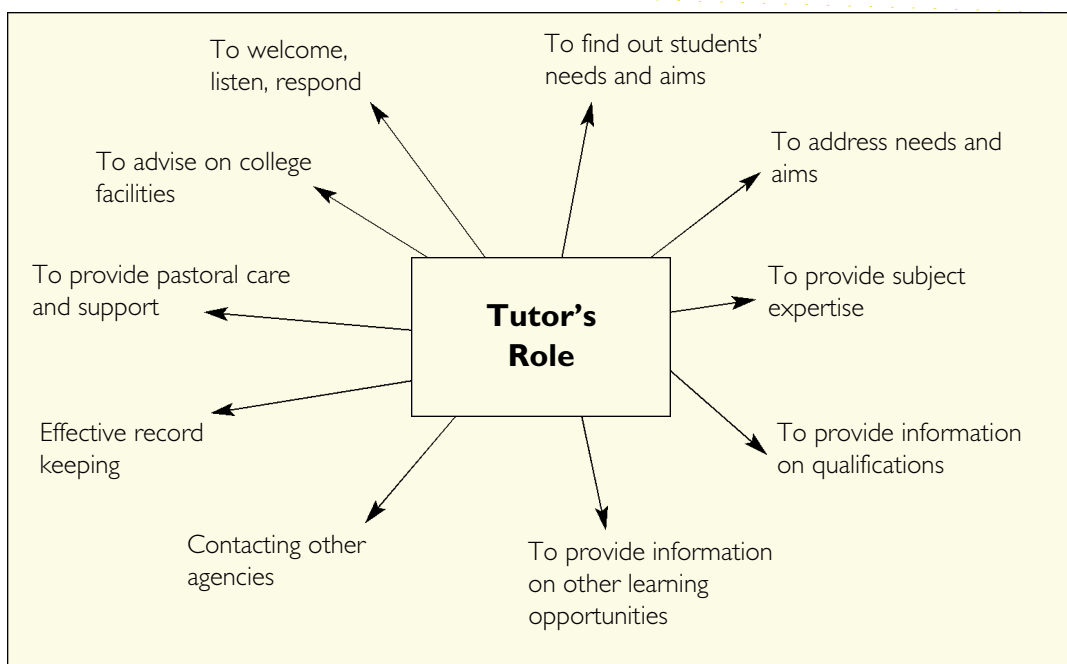 To welcome,
listen, respond
To find out students’
needs and aims
To advise on college
facilities
To address needs and
aims
To provide pastoral care
and support
Tutor’s
Role
To provide subject
expertise
Effective record
keeping
To provide information
on qualifications
Contacting other
agencies
To provide information
on other learning
opportunities